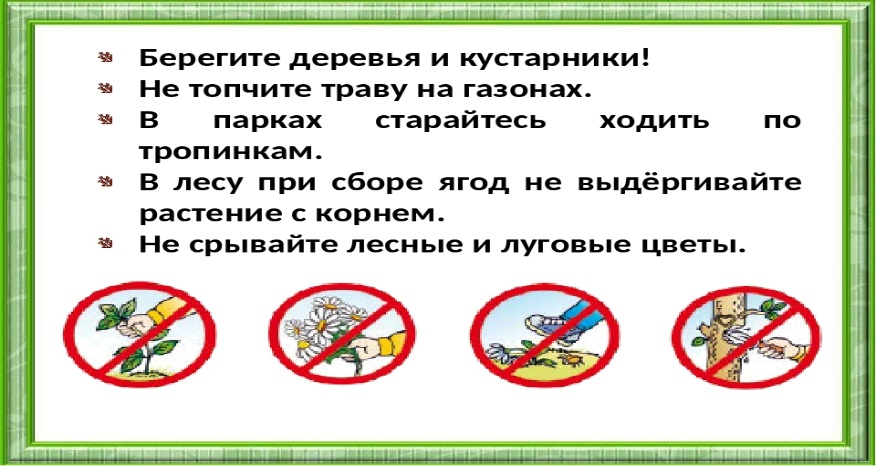 Берегите деревья и кустарники!
Не топчите траву на газонах.
В парках старайтесь ходить по
тропинкам.
В лесу при сборе ягод не выдёргивайте
растение с корнем.
Не срывайте лесные и луговые цветы.